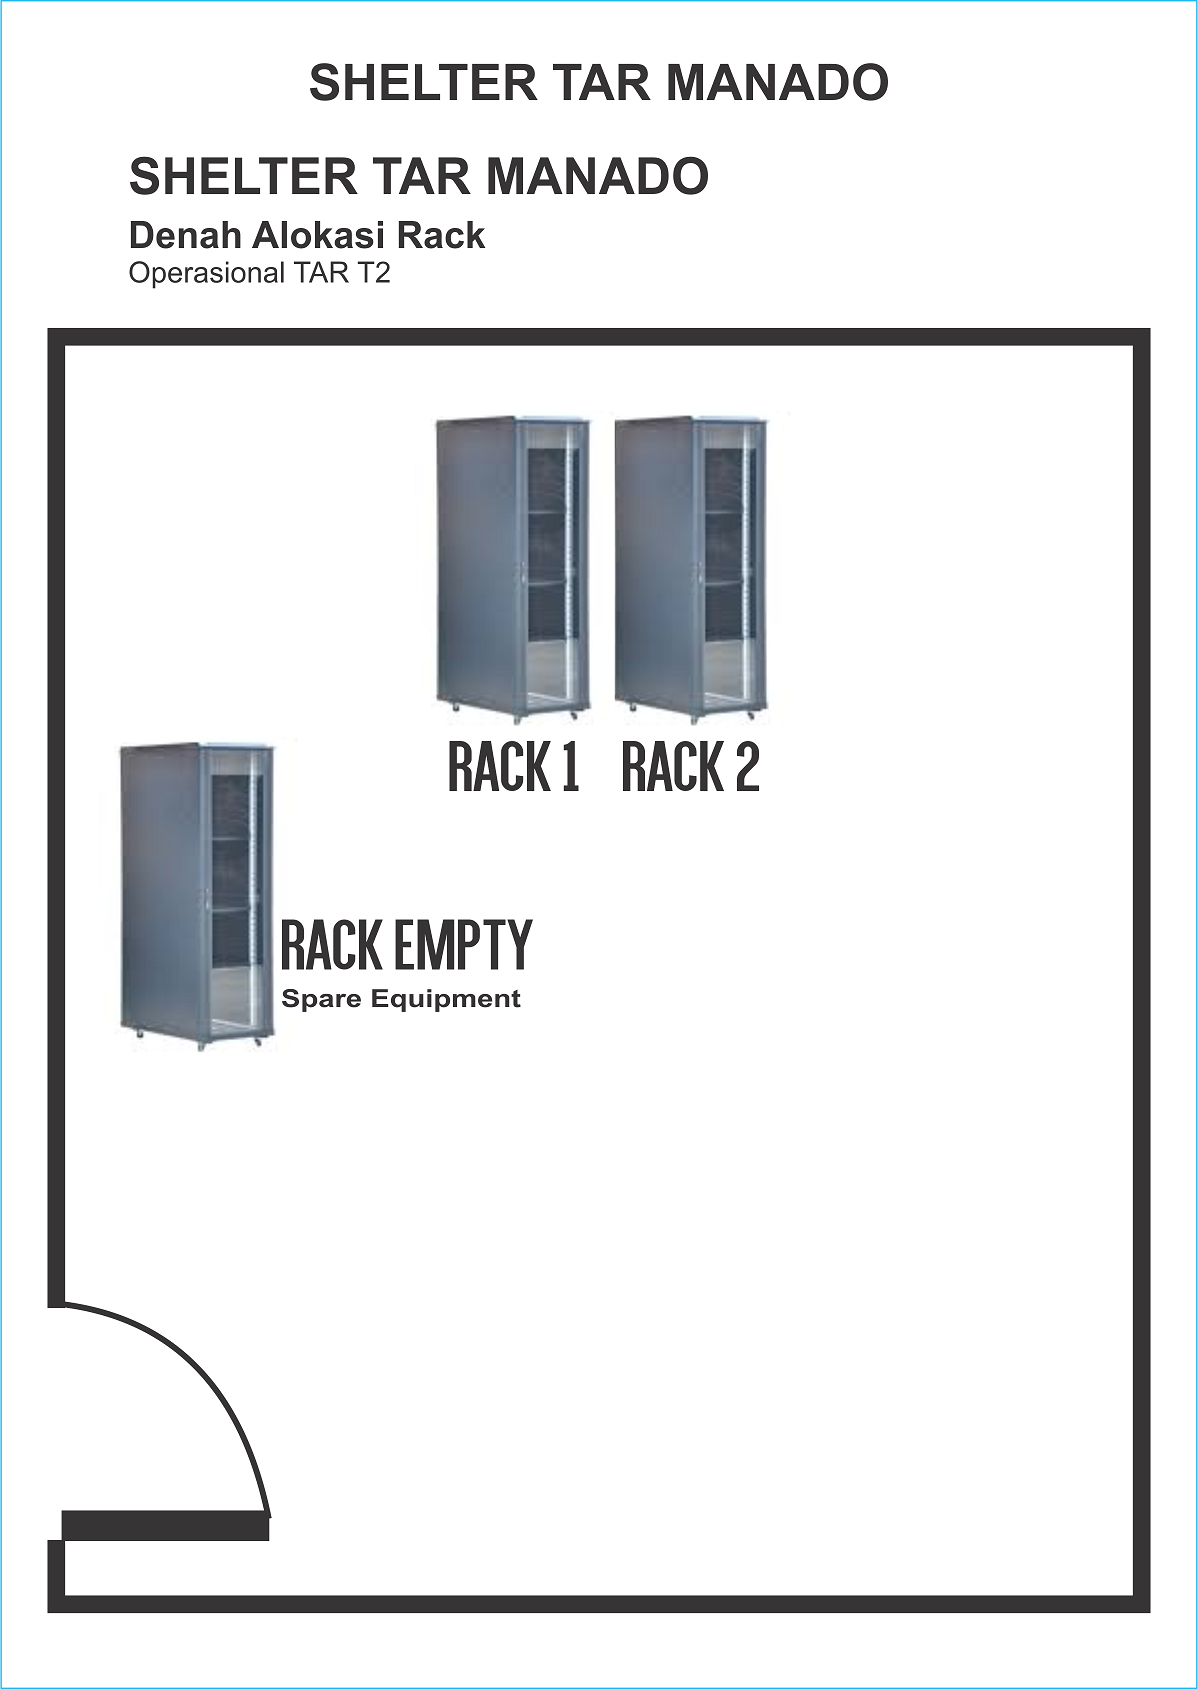 SHELTER TAR MANADO
SHELTER TAR MANADO
Denah Alokasi Rack
Operasional TAR T2
RACK 1 RACK 2
RACK EMPTY
Spare Equipment